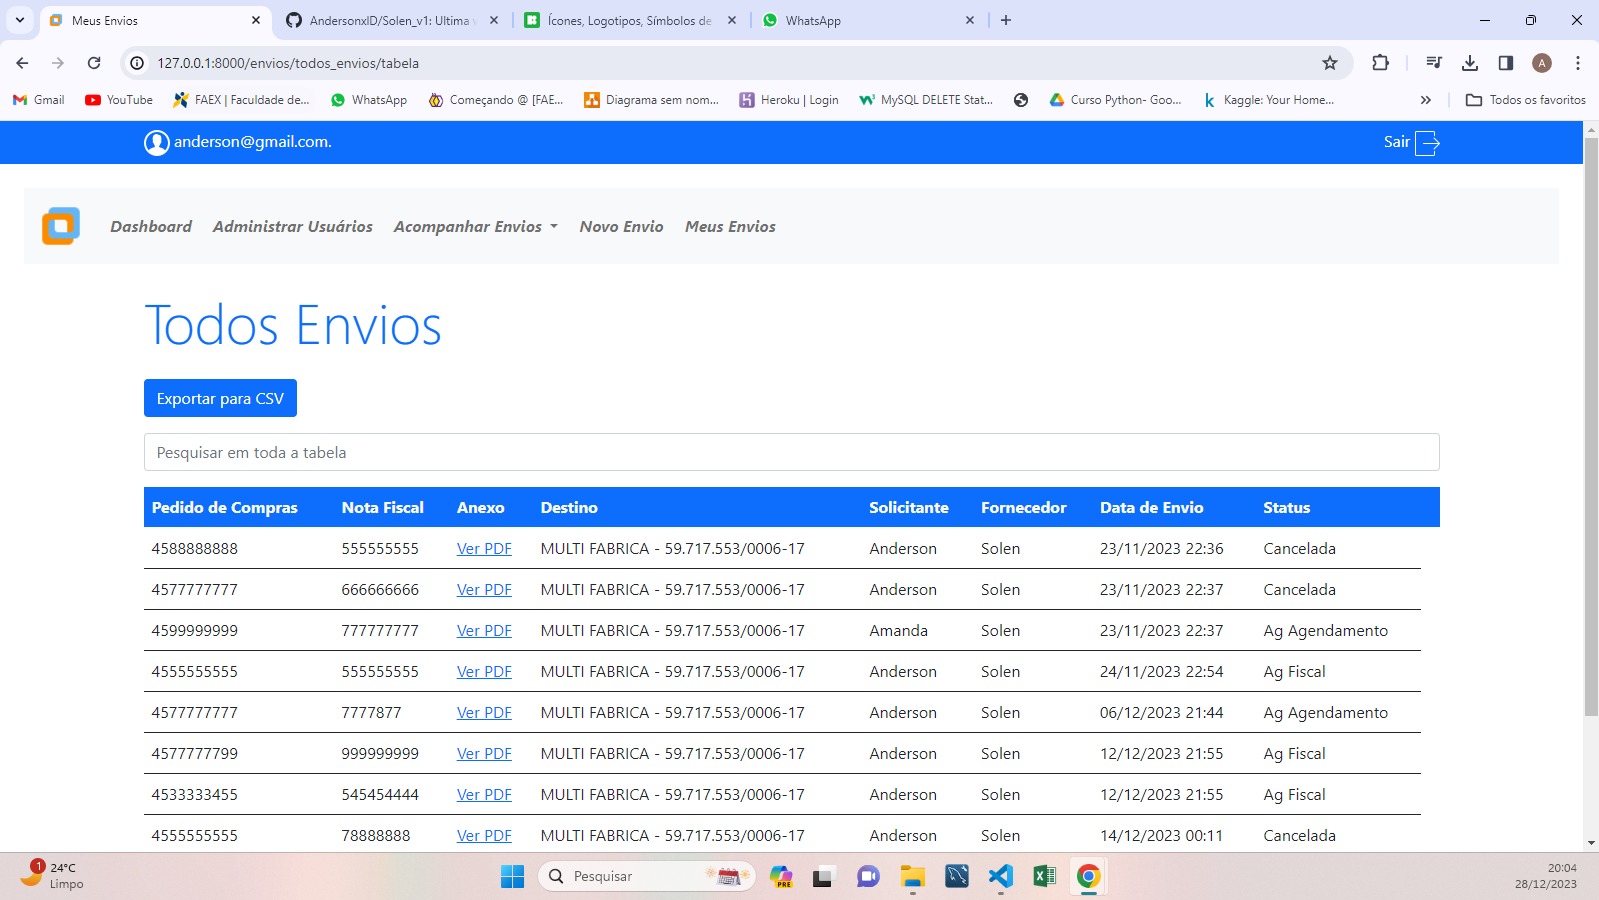 Meus Envios
AndersonxID/Solen_v1: Ultima v
Ícones, Logotipos, Símbolos de
WhatsApp
127.0.0.1:8000/envios/todos_envios/tabela
A
Gmail YouTube FAEX | Faculdade de... WhatsApp Começando @ [FAE... Diagrama sem nom... Heroku | Login MySQL DELETE Stat... Curso Python- Goo... Kaggle: Your Home... Todos os favoritos
anderson@gmail.com. Sair
Dashboard Administrar Usuários Acompanhar Envios Novo Envio Meus Envios
Todos Envios
Exportar para CSV
Pesquisar em toda a tabela
Pedido de Compras Nota Fiscal Anexo Destino Solicitante Fornecedor Data de Envio Status
4588888888 555555555 Ver PDF MULTI FABRICA - 59.717.553/0006-17 Anderson Solen 23/11/2023 22:36 Cancelada
4577777777 666666666 Ver PDF MULTI FABRICA - 59.717.553/0006-17 Anderson Solen 23/11/2023 22:37 Cancelada
4599999999 777777777 Ver PDF MULTI FABRICA - 59.717.553/0006-17 Amanda Solen 23/11/2023 22:37 Ag Agendamento
4555555555 555555555 Ver PDF MULTI FABRICA - 59.717.553/0006-17 Anderson Solen 24/11/2023 22:54 Ag Fiscal
4577777777 7777877 Ver PDF MULTI FABRICA - 59.717.553/0006-17 Anderson Solen 06/12/2023 21:44 Ag Agendamento
4577777799 999999999 Ver PDF MULTI FABRICA - 59.717.553/0006-17 Anderson Solen 12/12/2023 21:55 Ag Fiscal
4533333455 545454444 Ver PDF MULTI FABRICA - 59.717.553/0006-17 Anderson Solen 12/12/2023 21:55 Ag Fiscal
4555555555 78888888 Ver PDF MULTI FABRICA - 59.717.553/0006-17 Anderson Solen 14/12/2023 00:11 Cancelada
1
24°C
Limpo
Pesquisar
PRE
20:04
28/12/2023